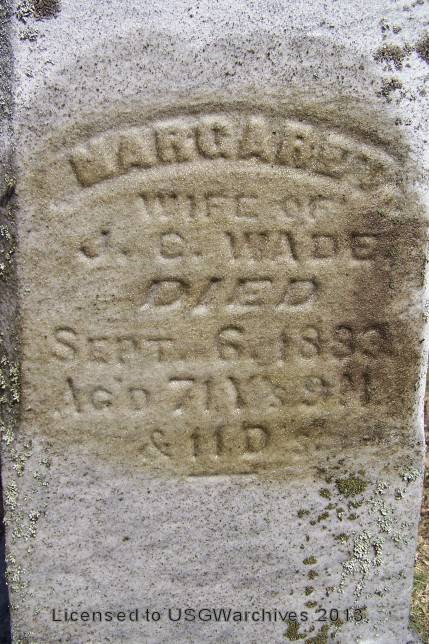 MARGARET
WIFE OF
J. C. WADE
DIED
SEPT. 6, 1883
AG'D 71 Y's 9 M
& 11 D's
Licensed to USGWarchives 2013